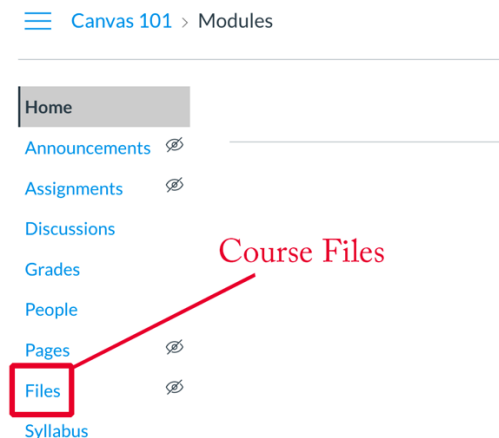 Canvas 101 > Modules
Home
Announcements
Assignments
Discussions
Course Files
Grades
People
Pages
Files
Syllabus